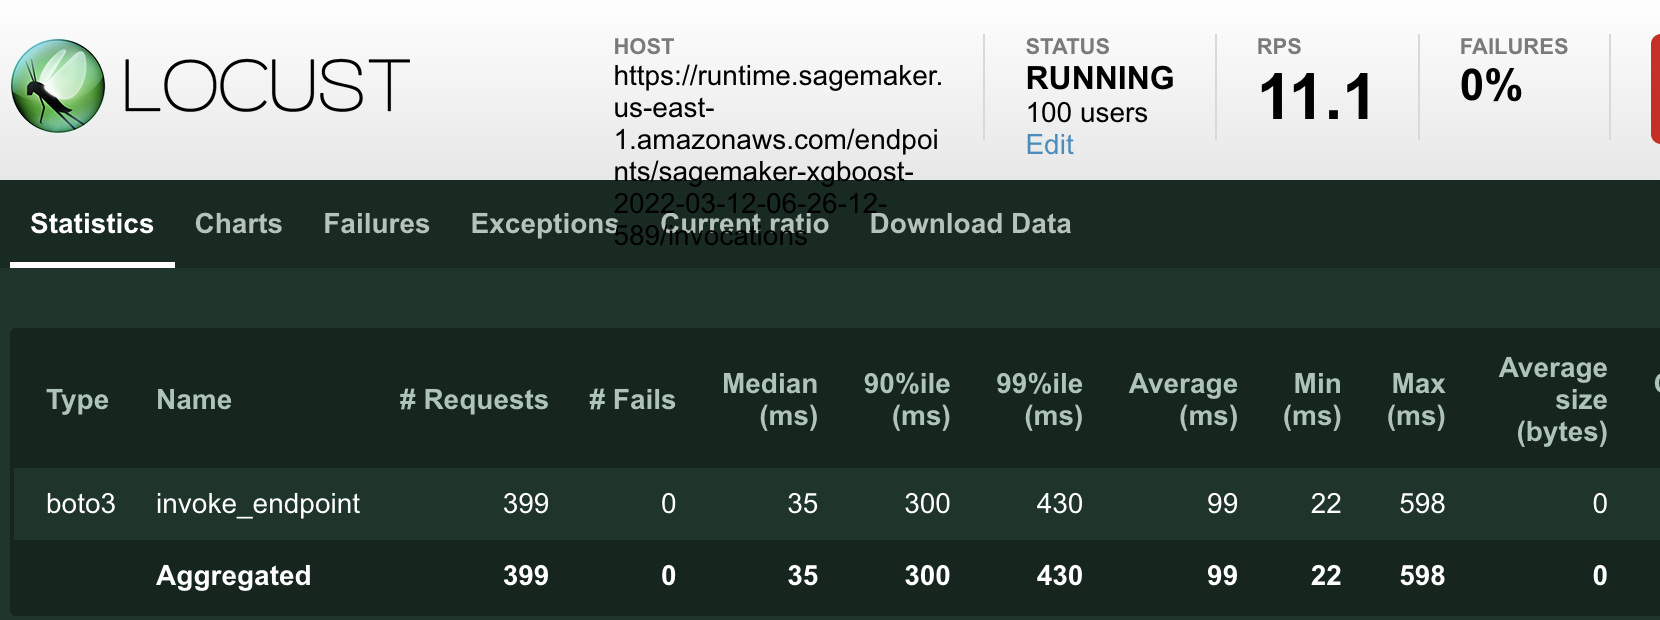 LOCUST
HOST
https://runtime.sagemaker.
us-east-
1.amazonaws.com/endpoi
nts/sagemaker-xgboost-
2022-03-12-06-26-12-
589/invocations
STATUS
RUNNING
100 users
Edit
RPS
11.1
FAILURES
0%
Statistics Charts Failures Exceptions Current ratio Download Data
Type Name # Requests # Fails Median (ms) 90%ile (ms) 99%ile (ms) Average (ms) Min (ms) Max (ms) Average size (bytes)
boto3 invoke_endpoint 399 0 35 300 430 99 22 598 0
Aggregated 399 0 35 300 430 99 22 598 0